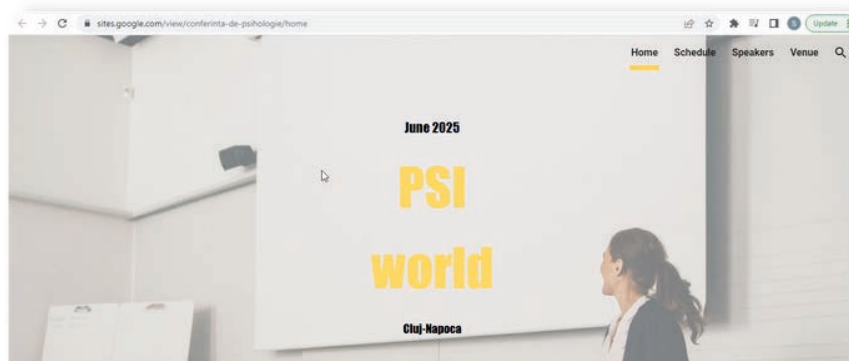 sites.google.com/view/conferinta-de-psihologie/home
S
Update
Home Schedule Speakers Venue
June 2025
PSI
world
Cluj-Napoca